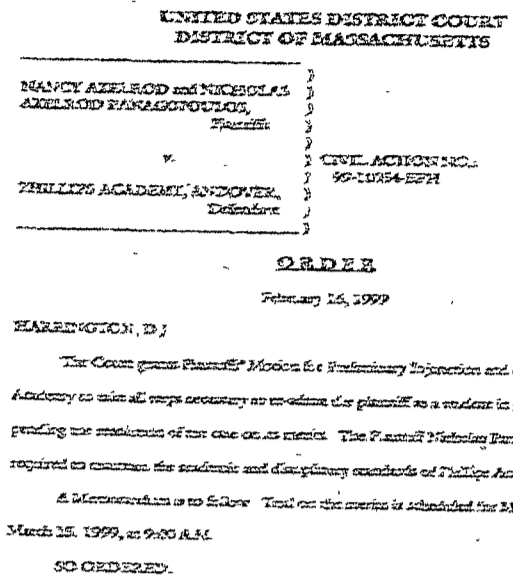 UNITED STATES DISTRICT COURT
DISTRICT OF MASSACHUSETTS
NANCY AXELROD and NICHOLAS
AXELROD PANAGOPOULOS,
Plaintiffs
v.
PHILLIPS ACADEMY, ANDOVER,
Defendant
CIVIL ACTION NO.:
99-10254-EFH
ORDER
February 16, 1999
HARRINGTON, D.J.
The Court grants Plaintiffs' Motion for Preliminary Injunction and
Academy to take all steps necessary to re-admit the plaintiff as a student in
pending the resolution of the case on its merits. The Plaintiff Nicholas
required to the academic and disciplinary standards of Phillips
A Memorandum is to follow. Trial on the merits is scheduled for
March 1999, at 9:00 A.M.
SO ORDERED.